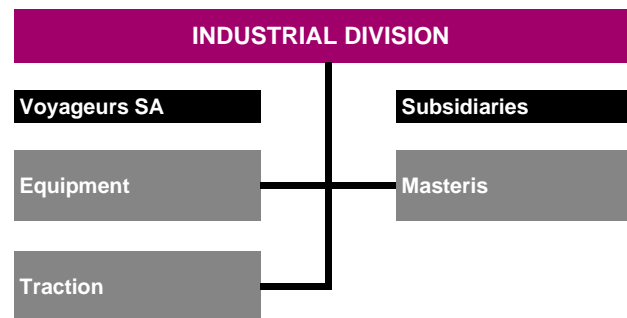 INDUSTRIAL DIVISION
Voyageurs SA
Subsidiaries
Equipment
Masteris
Traction